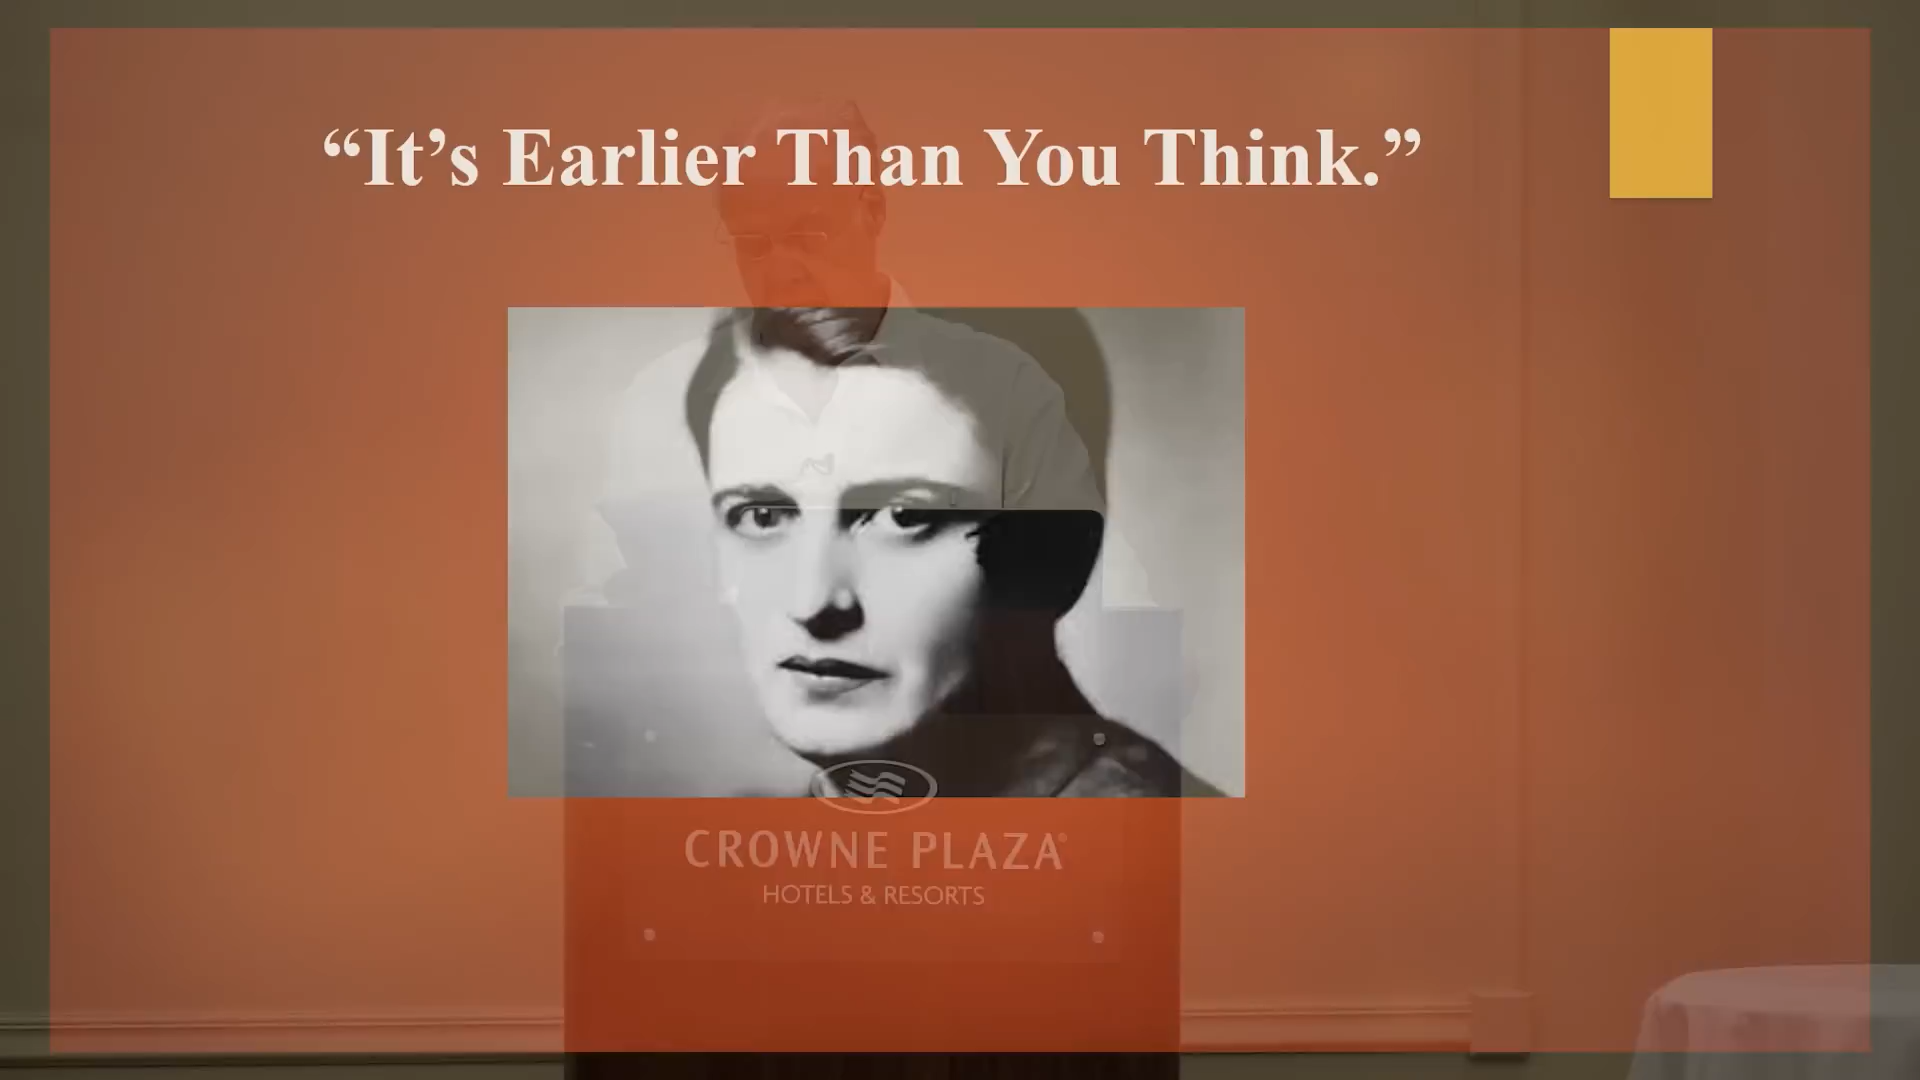 “It’s Earlier Than You Think.”
CROWNE PLAZA®
HOTELS & RESORTS